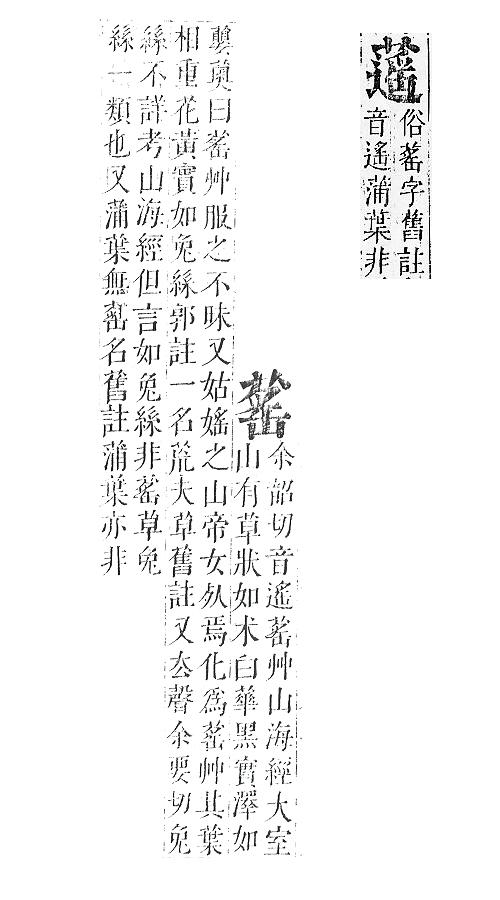 俗䔄字舊註
音遙蒲葉非
䔄
余韶切音遙䔄艸山海經大室
山有草狀如朮白華黑實澤如
蘡薁曰䔄艸服之不昧又姑媱之山帝女死焉化爲䔄艸其葉
相重花黃實如兔絲郭註一名荒夫草舊註又厺聲余要切兔
絲不詳考山海經但言如兔絲非䔄草兔
絲一類也又蒲葉無䔄名舊註蒲葉亦非